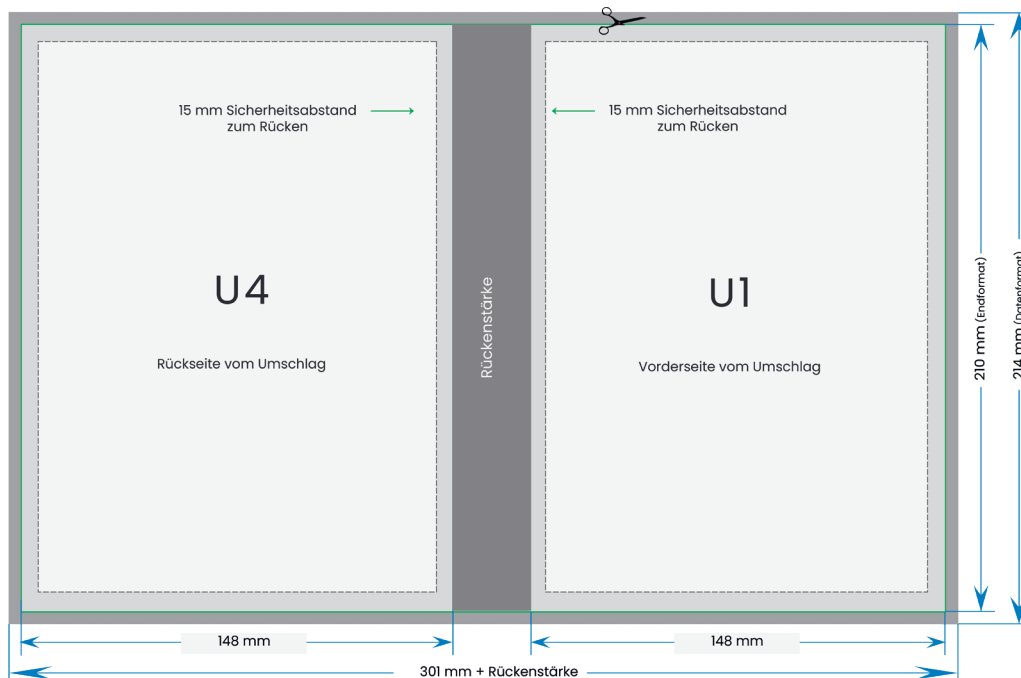 15 mm Sicherheitsabstand
zum Rücken
15 mm Sicherheitsabstand
zum Rücken
U4
Rückseite vom Umschlag
Rückenstärke
U1
Vorderseite vom Umschlag
210 mm (Endformat)
214 mm (Datenformat)
148 mm
148 mm
301 mm + Rückenstärke